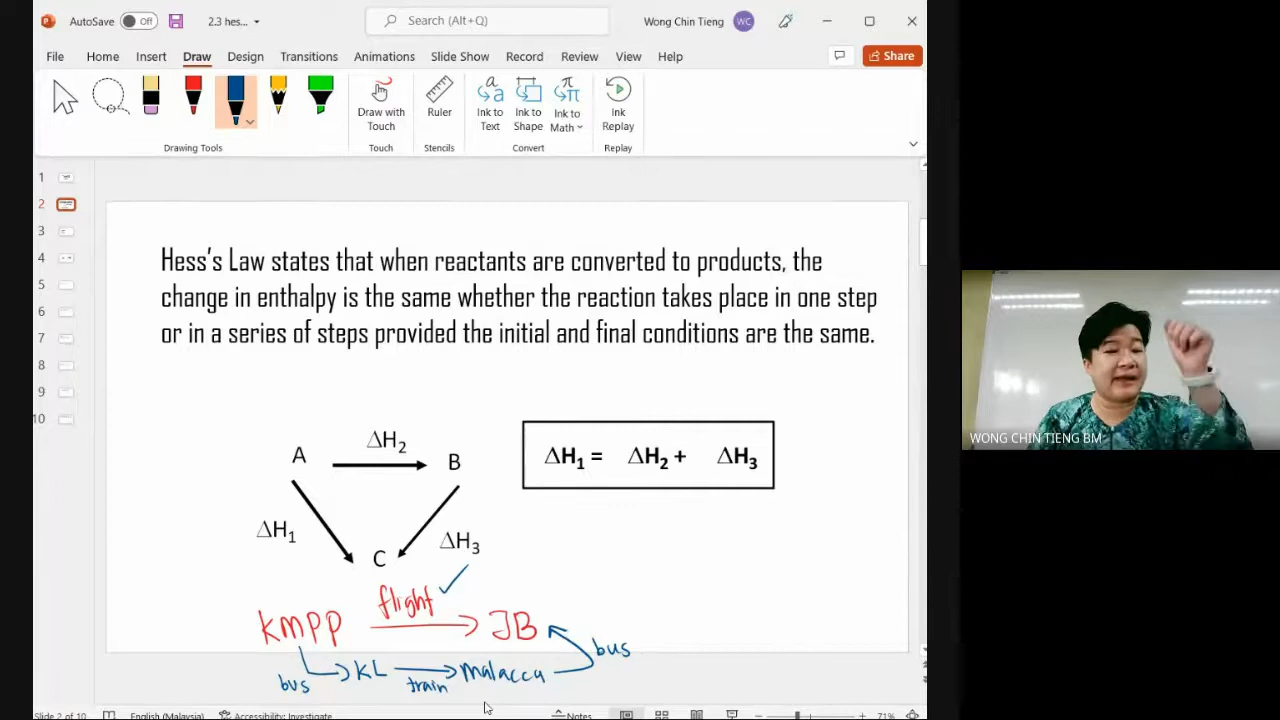 AutoSave Off 2.3 hes... Search (Alt+Q) Wong Chin Tieng WC
File Home Insert Draw Design Transitions Animations Slide Show Record Review View Help Share
Draw with Touch
Ruler
Ink to Text
Ink to Shape
Ink to Math
Ink Replay
Drawing Tools Touch Stencils Convert Replay
1
2
3
4
5
6
7
8
9
10
Hess's Law states that when reactants are converted to products, the
change in enthalpy is the same whether the reaction takes place in one step
or in a series of steps provided the initial and final conditions are the same.
ΔH2
A B
ΔH1 = ΔH2 + ΔH3
ΔH1
ΔH3
C
flight
KMPP JB
bus
KL malacca
bus train
WONG CHIN TIENG BM
Slide 2 of 10 English (Malaysia) Accessibility: Investigate Notes 71%